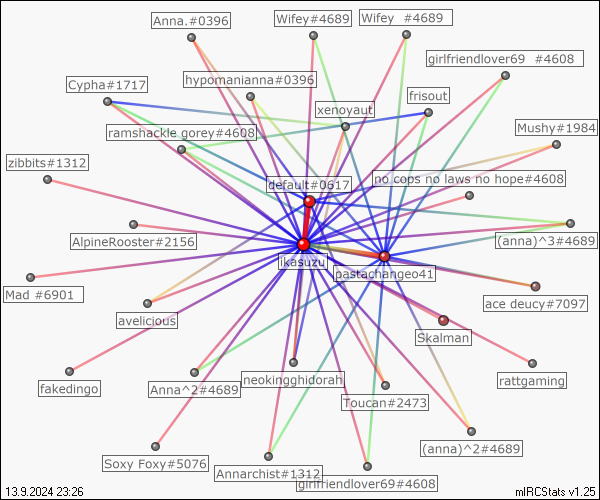 Anna.#0396
Wifey#4689
Wifey  #4689
girlfriendlover69  #4608
Cypha#1717
hypomanianna#0396
frisout
xenoyaut
Mushy#1984
ramshackle gorey#4608
zibbits#1312
default#0617
no cops no laws no hope#4608
AlpineRooster#2156
(anna)^3#4689
ikasuzu
pastachangeo41
Mad #6901
ace deucy#7097
avelicious
Skalman
fakedingo
Anna^2#4689
neokingghidorah
rattgaming
Toucan#2473
(anna)^2#4689
Soxy Foxy#5076
Annarchist#1312
girlfriendlover69#4608
13.9.2024 23:26
mIRCStats v1.25